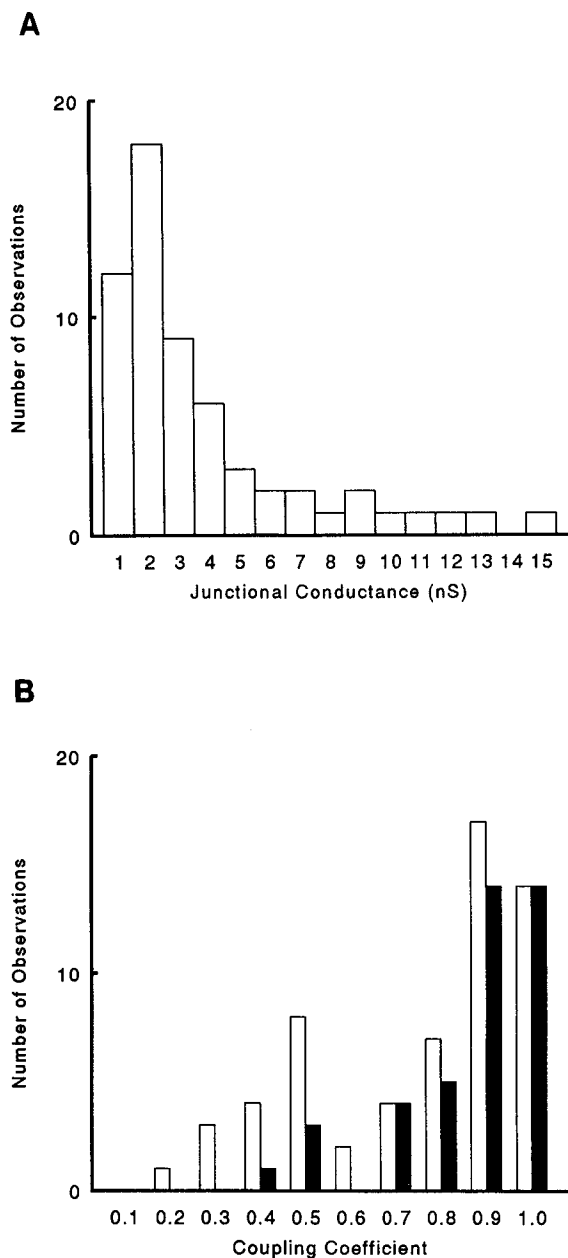 A
20
10
0
Number of Observations
1 2 3 4 5 6 7 8 9 10 11 12 13 14 15
Junctional Conductance (nS)
B
20
10
0
Number of Observations
0.1 0.2 0.3 0.4 0.5 0.6 0.7 0.8 0.9 1.0
Coupling Coefficient